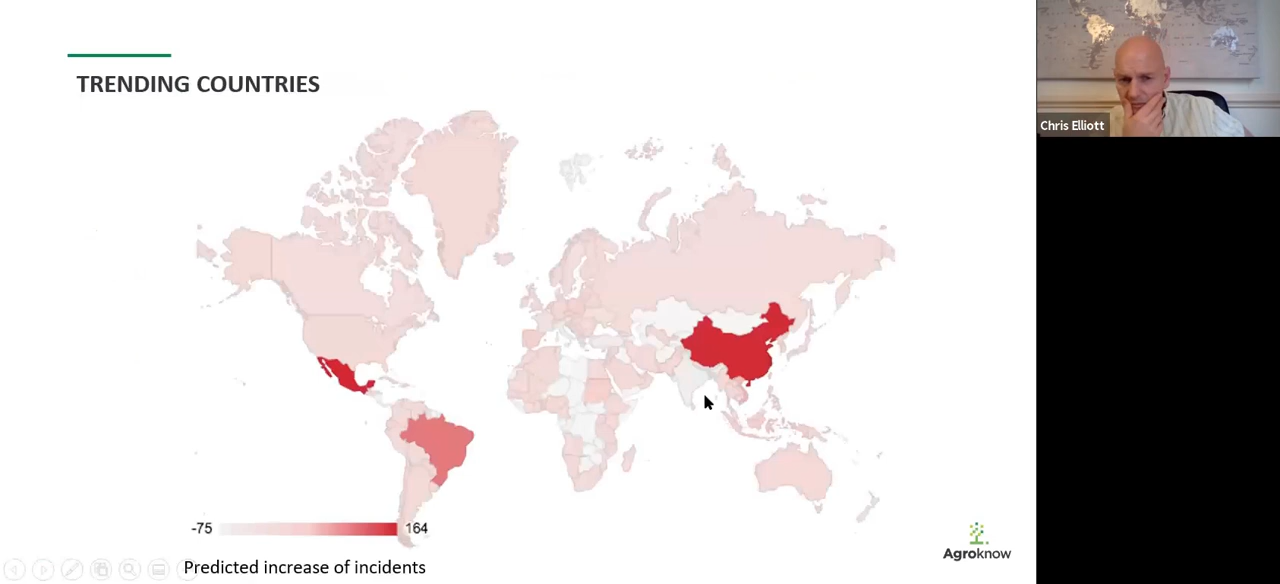 TRENDING COUNTRIES
Chris Elliott
-75
164
Predicted increase of incidents
Agroknow